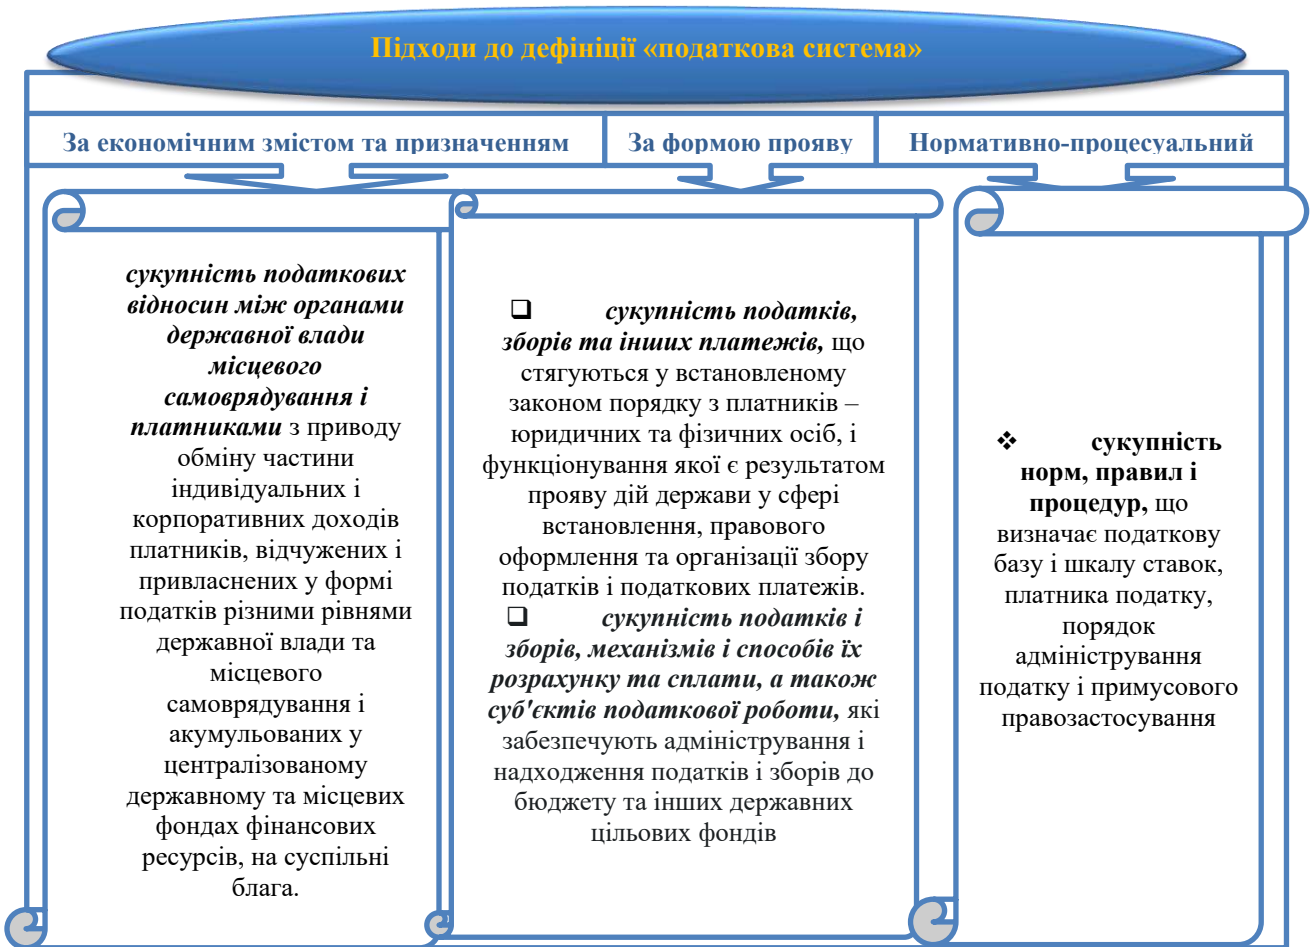 Підходи до дефініції «податкова система»
За економічним змістом та призначенням
За формою прояву
Нормативно-процесуальний
сукупність податкових
відносин між органами
державної влади
місцевого
самоврядування і
платниками з приводу
обміну частини
індивідуальних і
корпоративних доходів
платників, відчужених і
привласнених у формі
податків різними рівнями
державної влади та
місцевого
самоврядування і
акумульованих у
централізованому
державному та місцевих
фондах фінансових
ресурсів, на суспільні
блага.
❑ сукупність податків,
зборів та інших платежів, що
стягуються у встановленому
законом порядку з платників –
юридичних та фізичних осіб, і
функціонування якої є результатом
прояву дій держави у сфері
встановлення, правового
оформлення та організації збору
податків і податкових платежів.
❑ сукупність податків і
зборів, механізмів і способів їх
розрахунку та сплати, а також
суб'єктів податкової роботи, які
забезпечують адміністрування і
надходження податків і зборів до
бюджету та інших державних
цільових фондів
❖ сукупність
норм, правил і
процедур, що
визначає податкову
базу і шкалу ставок,
платника податку,
порядок
адміністрування
податку і примусового
правозастосування